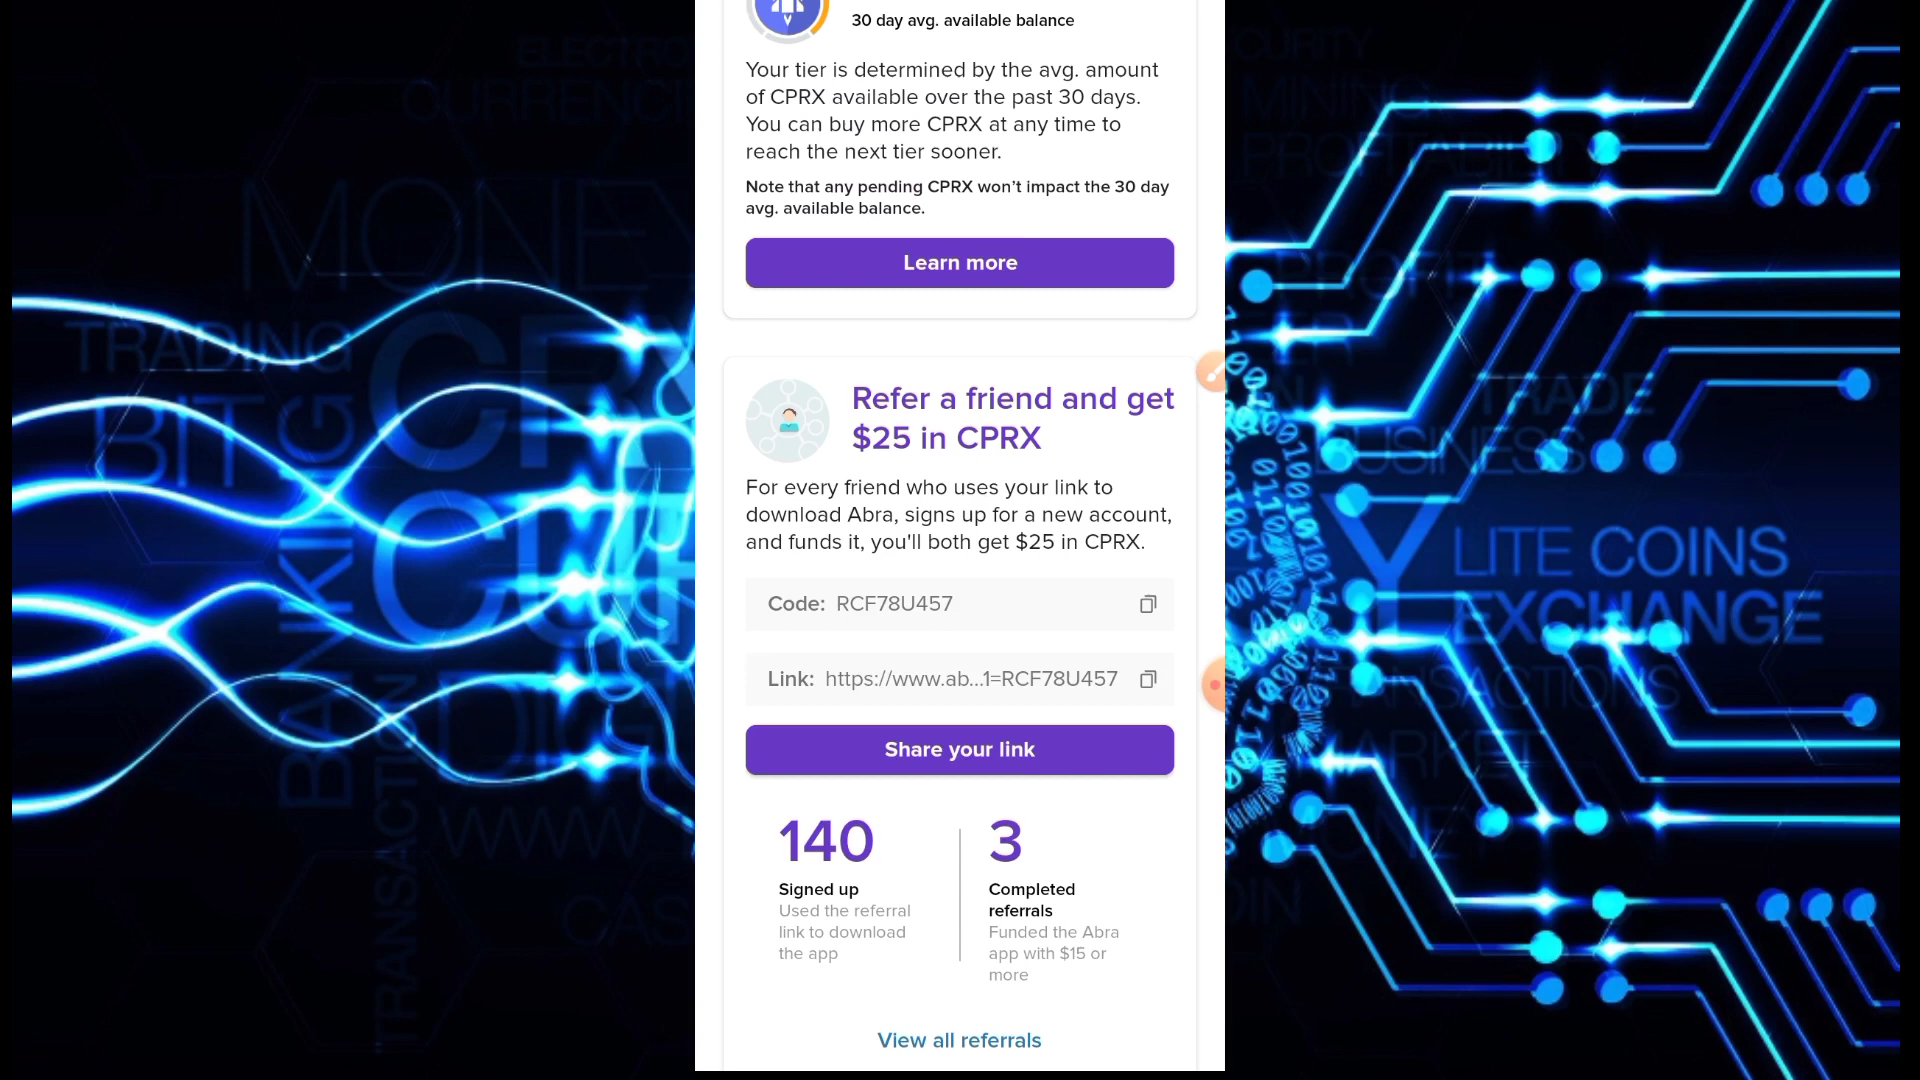 30 day avg. available balance
Your tier is determined by the avg. amount
of CPRX available over the past 30 days.
You can buy more CPRX at any time to
reach the next tier sooner.
Note that any pending CPRX won’t impact the 30 day
avg. available balance.
Learn more
Refer a friend and get
$25 in CPRX
For every friend who uses your link to
download Abra, signs up for a new account,
and funds it, you'll both get $25 in CPRX.
Code: RCF78U457
Link: https://www.ab...1=RCF78U457
Share your link
140
Signed up
Used the referral
link to download
the app
3
Completed
referrals
Funded the Abra
app with $15 or
more
View all referrals
MONEY
TRADING
BIT
BANKING
TRANSACTION
WWW
MINING
TRADE
BUSINESS
LITE COINS
EXCHANGE